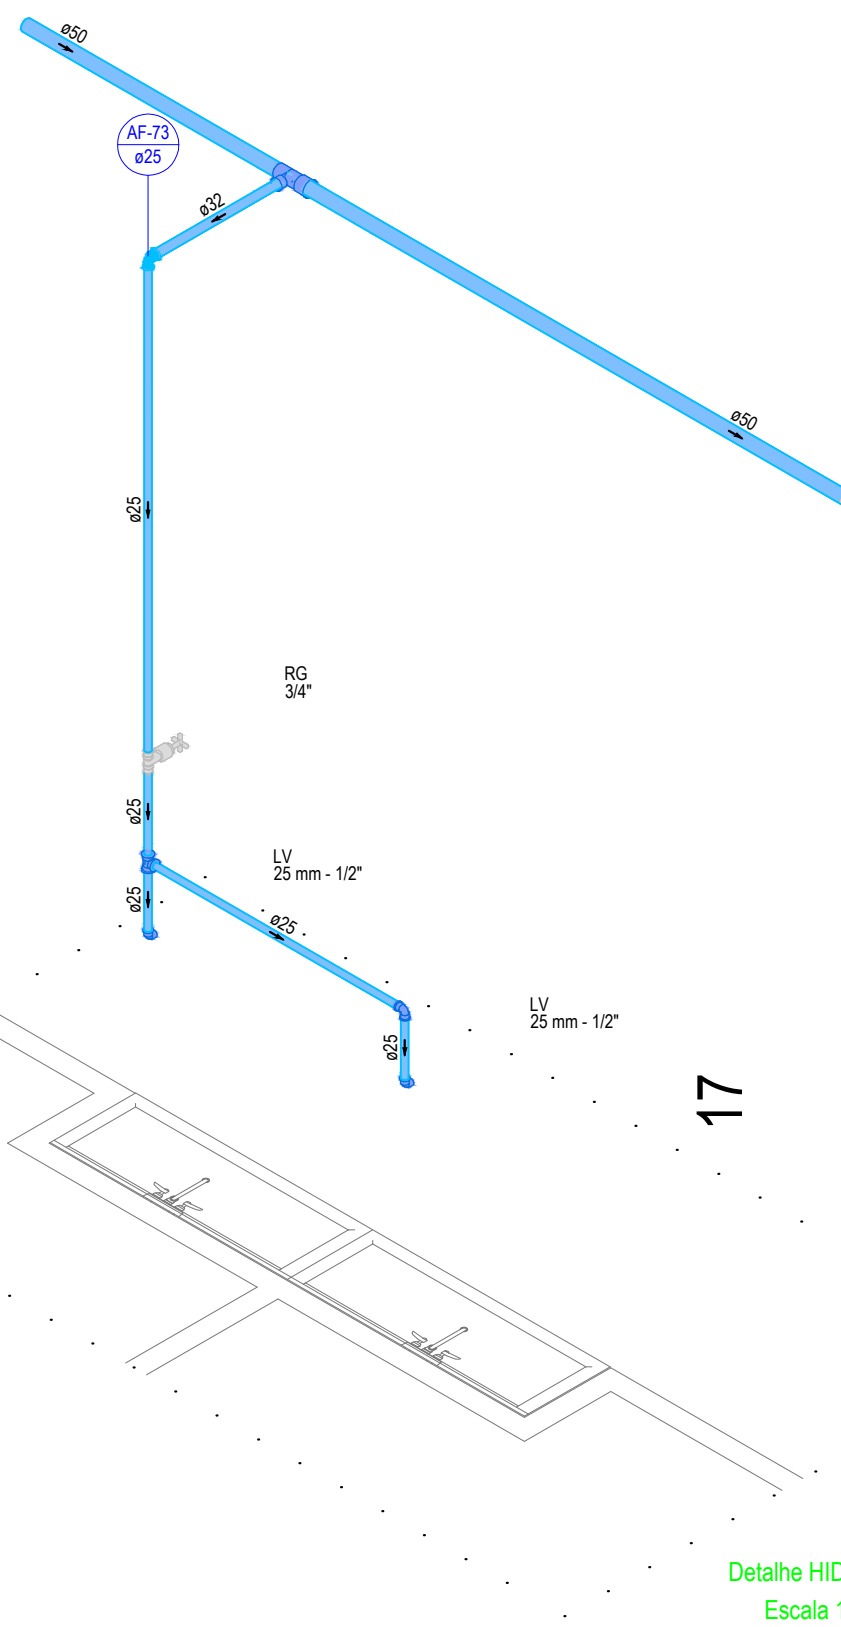 ø50
AF-73
ø25
ø32
ø50
ø25
RG
3/4"
ø25
LV
25 mm - 1/2"
ø25
ø25
LV
25 mm - 1/2"
ø25
17
Detalhe HID
Escala 1